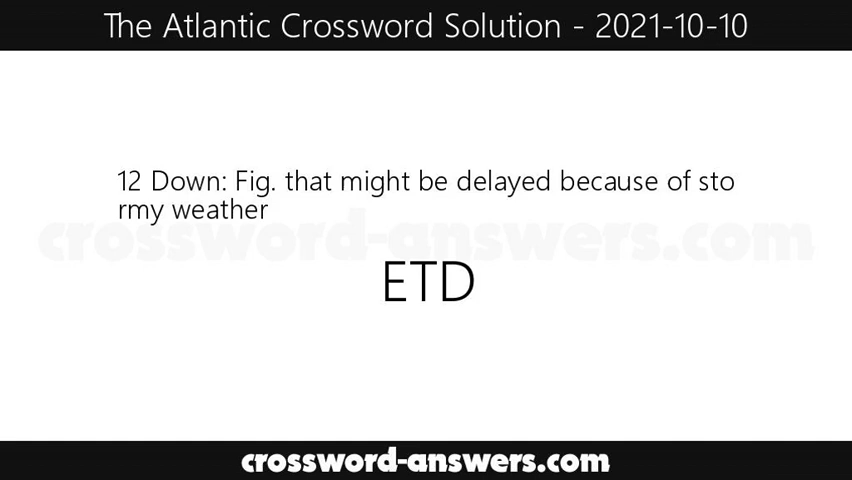 The Atlantic Crossword Solution - 2021-10-10
12 Down: Fig. that might be delayed because of sto
rmy weather
crossword-answers.com
ETD
crossword-answers.com